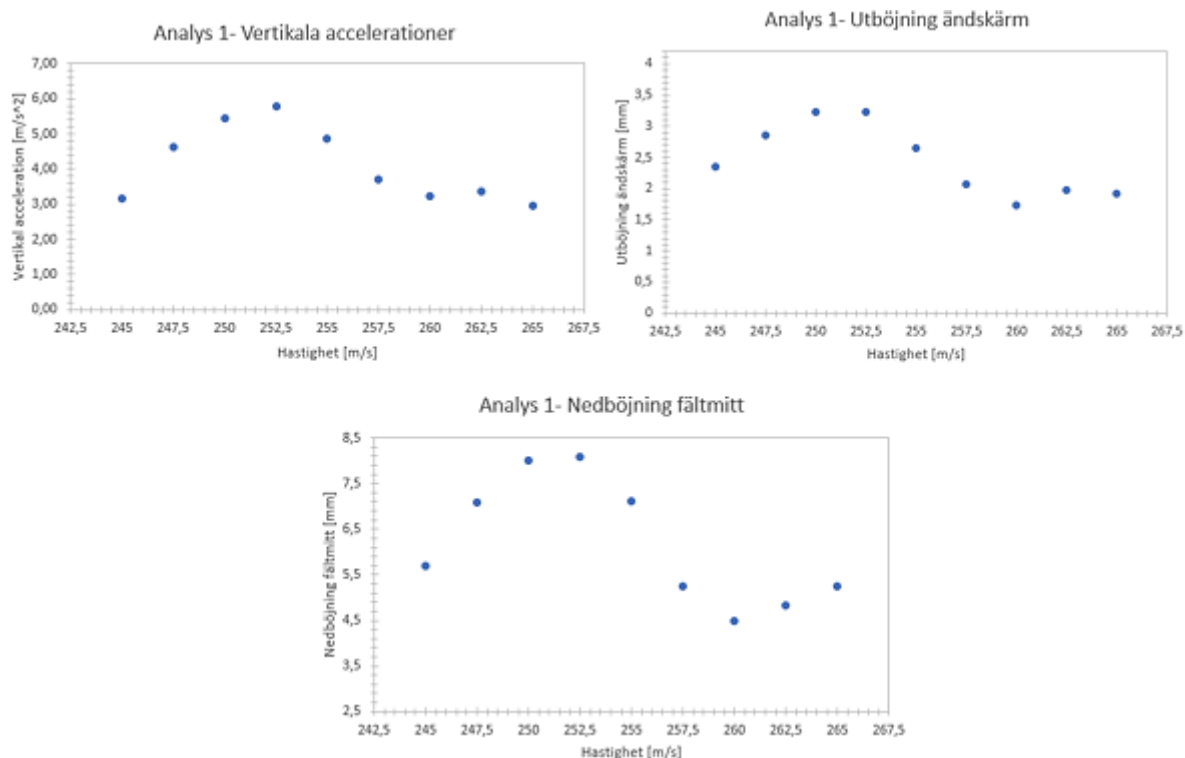 Analys 1- Vertikala accelerationer
Vertikal acceleration [m/s^2]
7,00
6,00
5,00
4,00
3,00
2,00
1,00
0,00
242,5 245 247,5 250 252,5 255 257,5 260 262,5 265 267,5
Hastighet [m/s]
Analys 1- Utböjning ändskärm
Utböjning ändskärm [mm]
4
3,5
3
2,5
2
1,5
1
0,5
0
242,5 245 247,5 250 252,5 255 257,5 260 262,5 265 267,5
Hastighet [m/s]
Analys 1- Nedböjning fältmitt
Nedböjning fältmitt [mm]
8,5
7,5
6,5
5,5
4,5
3,5
2,5
242,5 245 247,5 250 252,5 255 257,5 260 262,5 265 267,5
Hastighet [m/s]